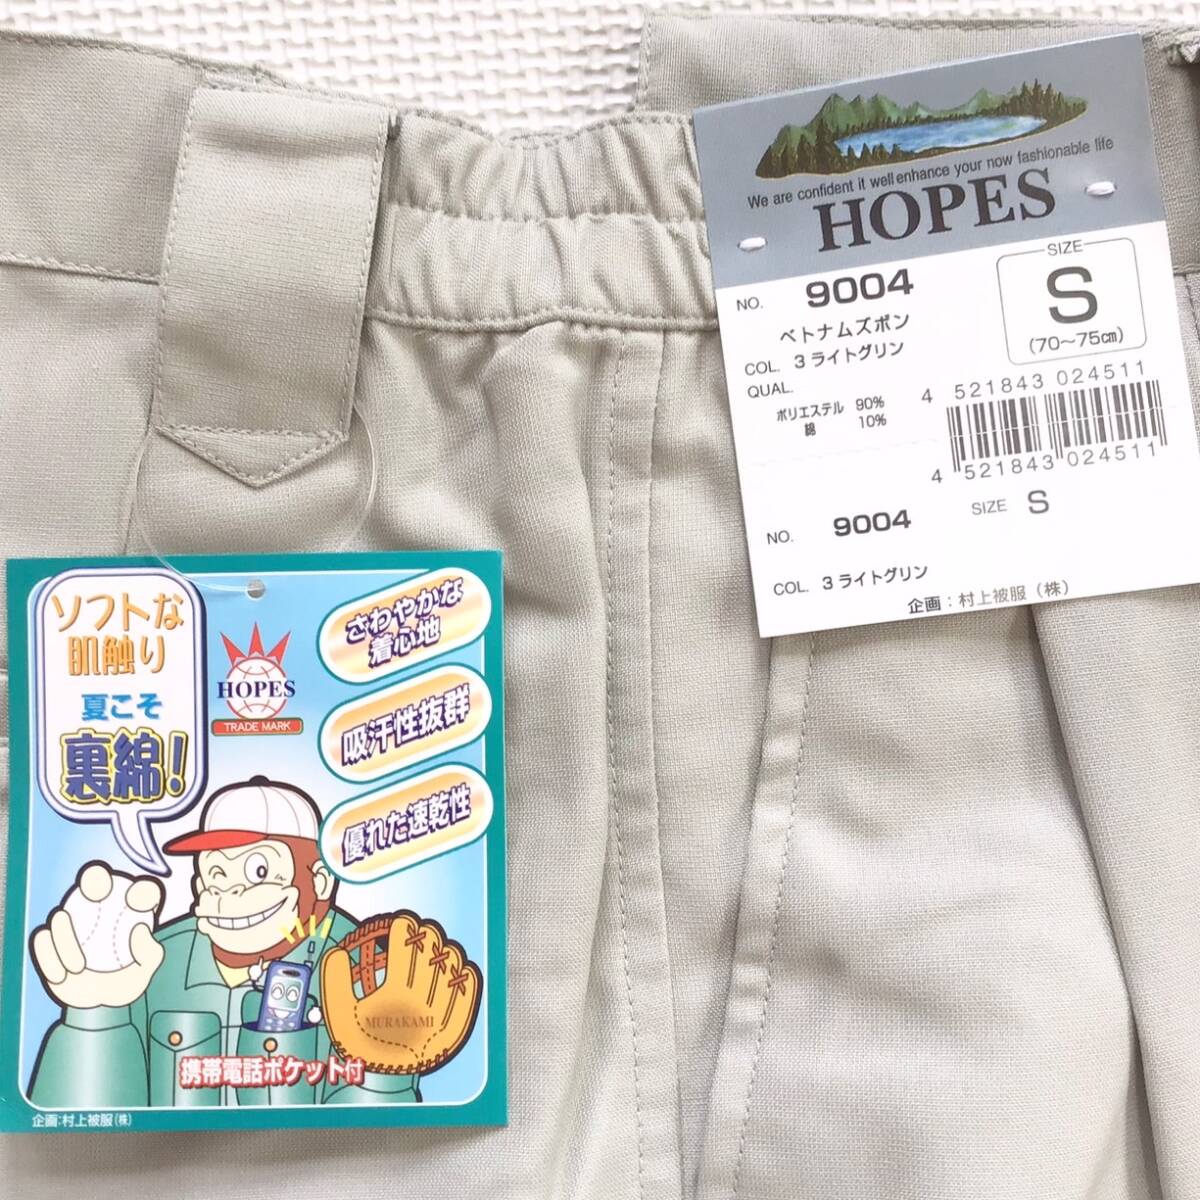 We are confident it well enhance your now fashionable life
HOPES
NO. 9004
SIZE
S
(70〜75㎝)
ベトナムズボン
COL. 3 ライトグリン
QUAL.
ポリエステル 90%
綿 10%
4 521843 024511
4 521843 024511
SIZE S
NO. 9004
COL. 3 ライトグリン
企画：村上被服（株）
ソフトな
肌触り
夏こそ
裏綿！
HOPES
TRADE MARK
さわやかな
着心地
吸汗性抜群
優れた速乾性
MURAKAMI
携帯電話ポケット付
企画：村上被服（株）